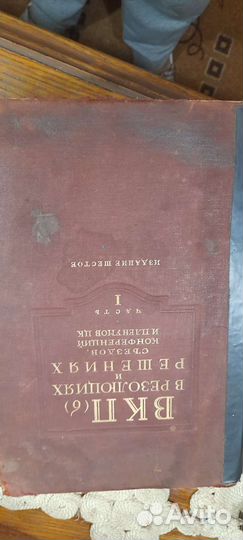 ВКП(б)
В РЕЗОЛЮЦИЯХ
И
РЕШЕНИЯХ
СЪЕЗДОВ,
КОНФЕРЕНЦИЙ
И ПЛЕНУМОВ ЦК
ЧАСТЬ
I
ИЗДАНИЕ ШЕСТОЕ
Avito